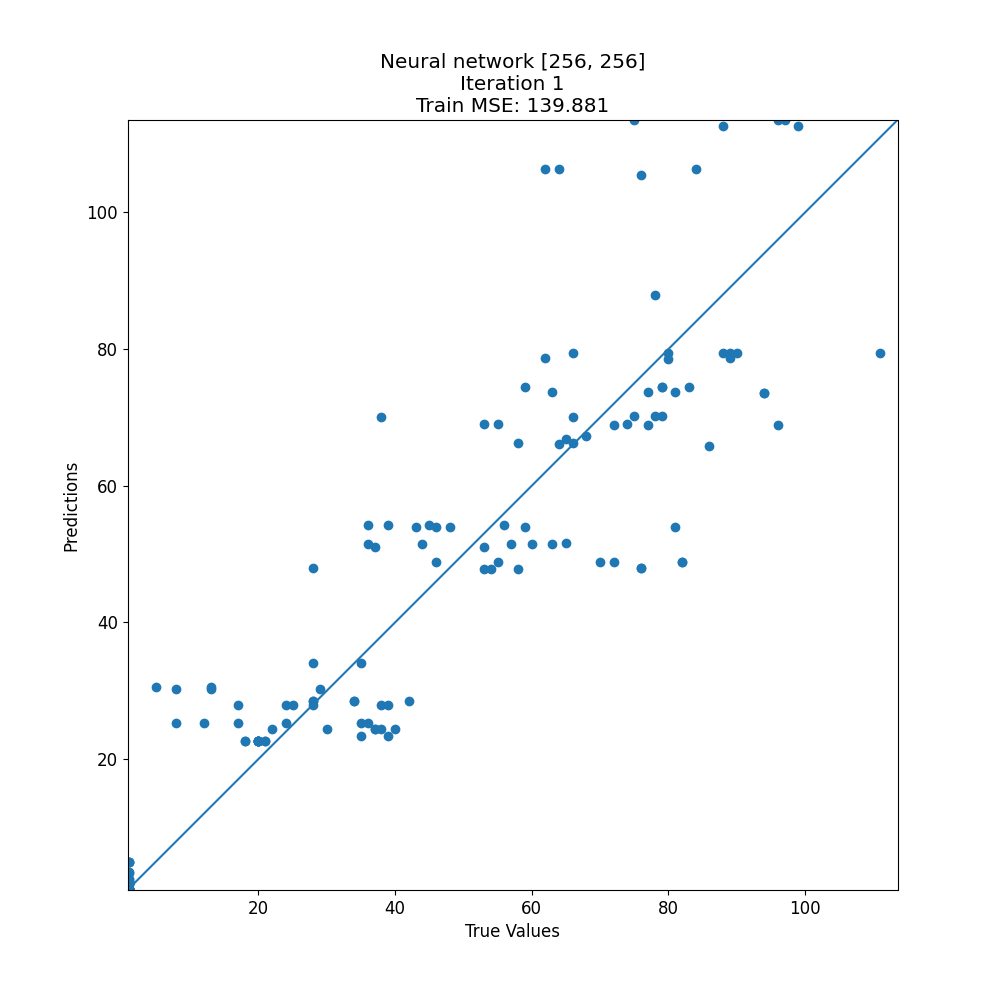 Neural network [256, 256]
Iteration 1
Train MSE: 139.881
100
80
60
40
20
Predictions
20 40 60 80 100
True Values